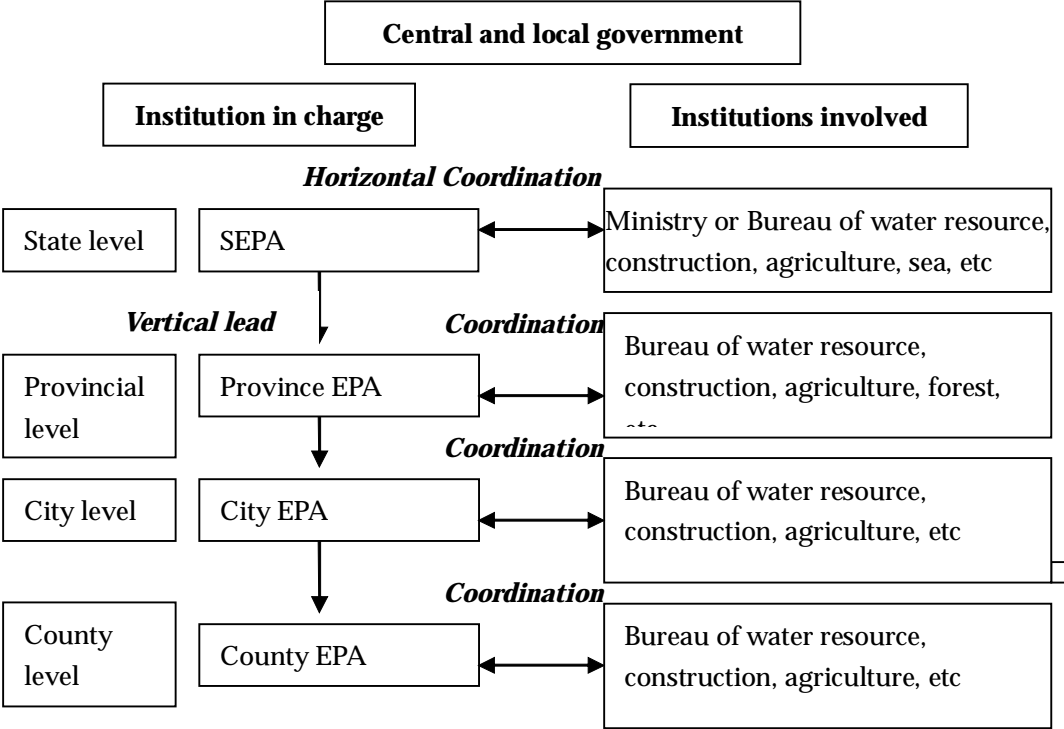 Central and local government
Institution in charge
Institutions involved
Horizontal Coordination
State level
SEPA
Ministry or Bureau of water resource,
construction, agriculture, sea, etc
Vertical lead
Coordination
Provincial
level
Province EPA
Bureau of water resource,
construction, agriculture, forest,
Coordination
City level
City EPA
Bureau of water resource,
construction, agriculture, etc
Coordination
County
level
County EPA
Bureau of water resource,
construction, agriculture, etc